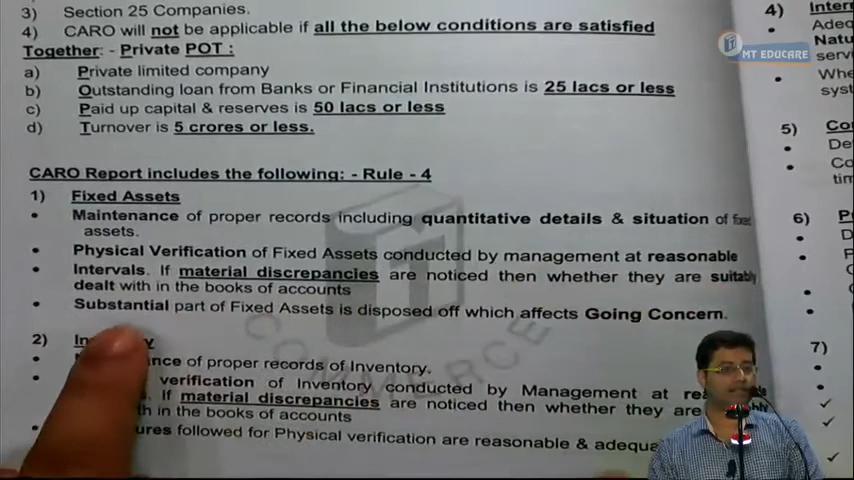 3) Section 25 Companies.
4) CARO will not be applicable if all the below conditions are satisfied
Together: - Private POT :
a) Private limited company
b) Outstanding loan from Banks or Financial Institutions is 25 lacs or less
c) Paid up capital & reserves is 50 lacs or less
d) Turnover is 5 crores or less.
CARO Report includes the following: - Rule - 4
1) Fixed Assets
• Maintenance of proper records including quantitative details & situation of fixed
assets.
• Physical Verification of Fixed Assets conducted by management at reasonable
• Intervals. If material discrepancies are noticed then whether they are suitably
dealt with in the books of accounts
• Substantial part of Fixed Assets is disposed off which affects Going Concern.
2)
• of proper records of Inventory.
• verification of Inventory conducted by Management at
If material discrepancies are noticed then whether they are
in the books of accounts
• followed for Physical verification are reasonable &
COMMERCE
MT EDUCARE
4)
•
•
5)
•
•
6)
•
•
7)
•